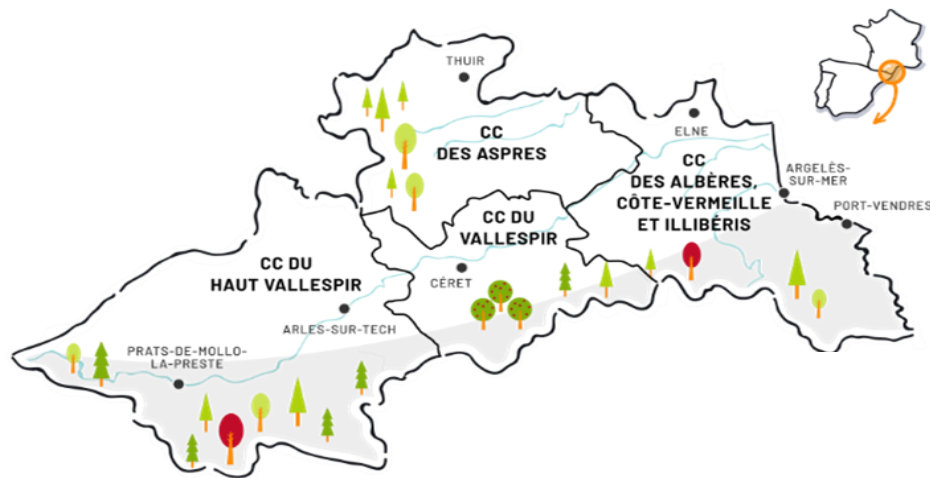 THUIR
CC
DES ASPRES
ELNE
CC
DES ALBÈRES,
CÔTE-VERMEILLE
ET ILLIBÉRIS
ARGELÈS-
SUR-MER
PORT-VENDRES
CC DU
VALLESPIR
CÉRET
CC DU
HAUT VALLESPIR
ARLES-SUR-TECH
PRATS-DE-MOLLO-
LA-PRESTE